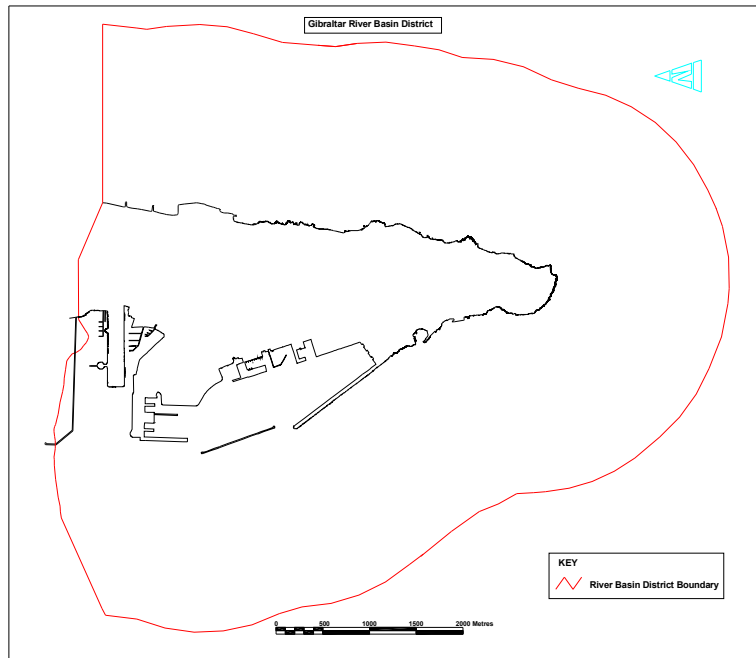 Gibraltar River Basin District
N
KEY
River Basin District Boundary
0 500 1000 1500 2000 Metres